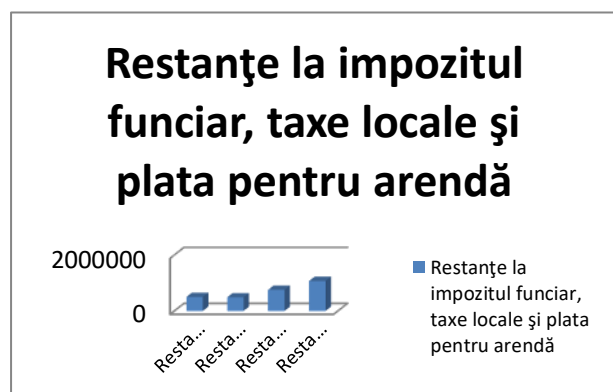 Restanţe la impozitul
funciar, taxe locale şi
plata pentru arendă
2000000
0
Resta...
Resta...
Resta...
Resta...
Restanţe la
impozitul funciar,
taxe locale şi plata
pentru arendă